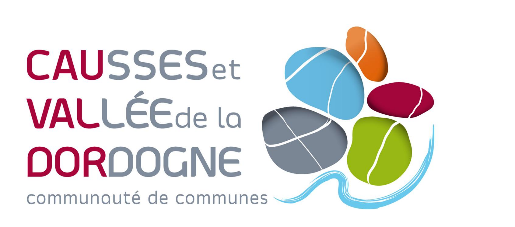 CAUSSES et
VALLÉE de la
DORDOGNE
communauté de communes